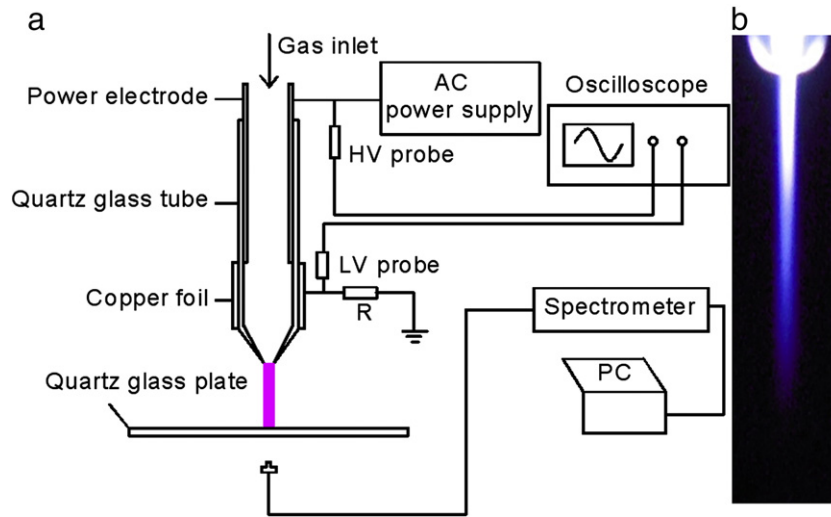 a
b
Gas inlet
Power electrode
AC
power supply
Oscilloscope
HV probe
Quartz glass tube
LV probe
Copper foil
R
Spectrometer
Quartz glass plate
PC